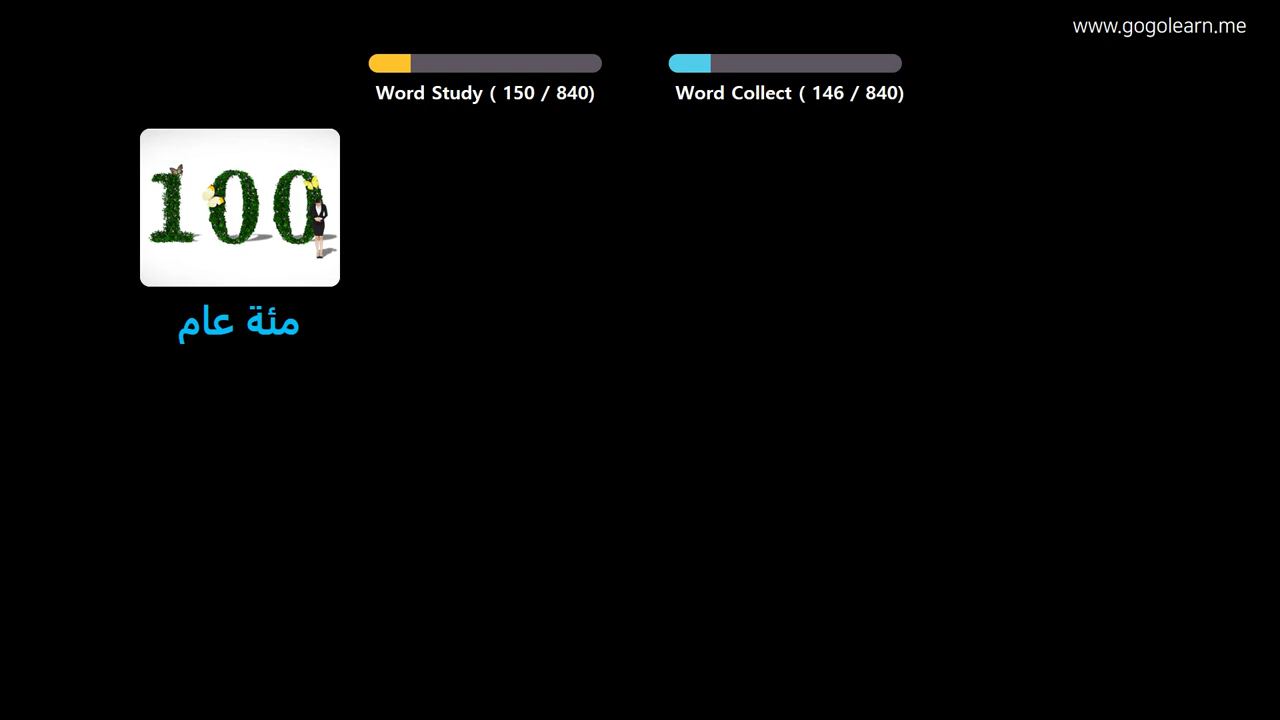 www.gogolearn.me
Word Study ( 150 / 840)
Word Collect ( 146 / 840)
100
مئة عام